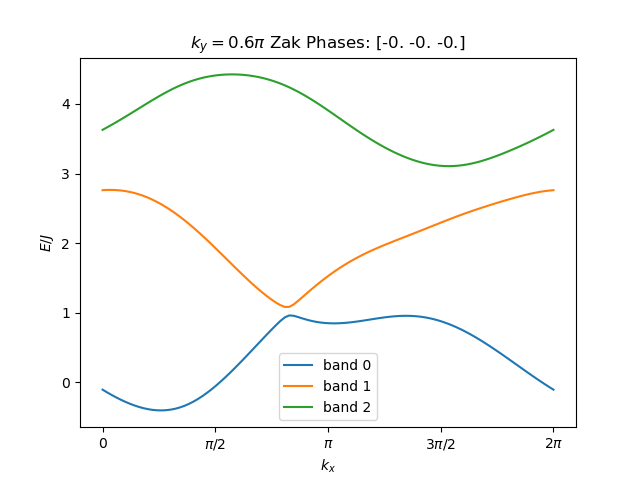 k_y = 0.6π Zak Phases: [-0. -0. -0.]
E/J
4
3
2
1
0
band 0
band 1
band 2
0
π/2
π
3π/2
2π
k_x